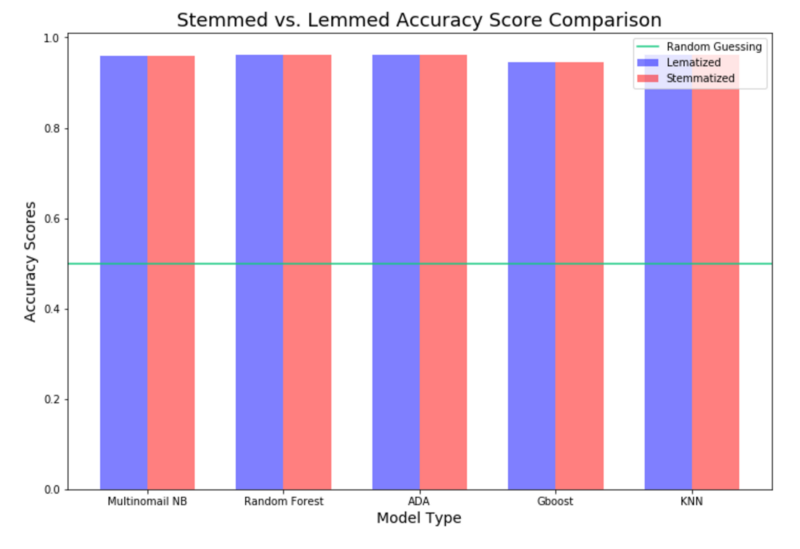 Stemmed vs. Lemmed Accuracy Score Comparison
1.0
0.8
0.6
0.4
0.2
0.0
Accuracy Scores
Random Guessing
Lematized
Stemmatized
Multinomail NB
Random Forest
ADA
Gboost
KNN
Model Type